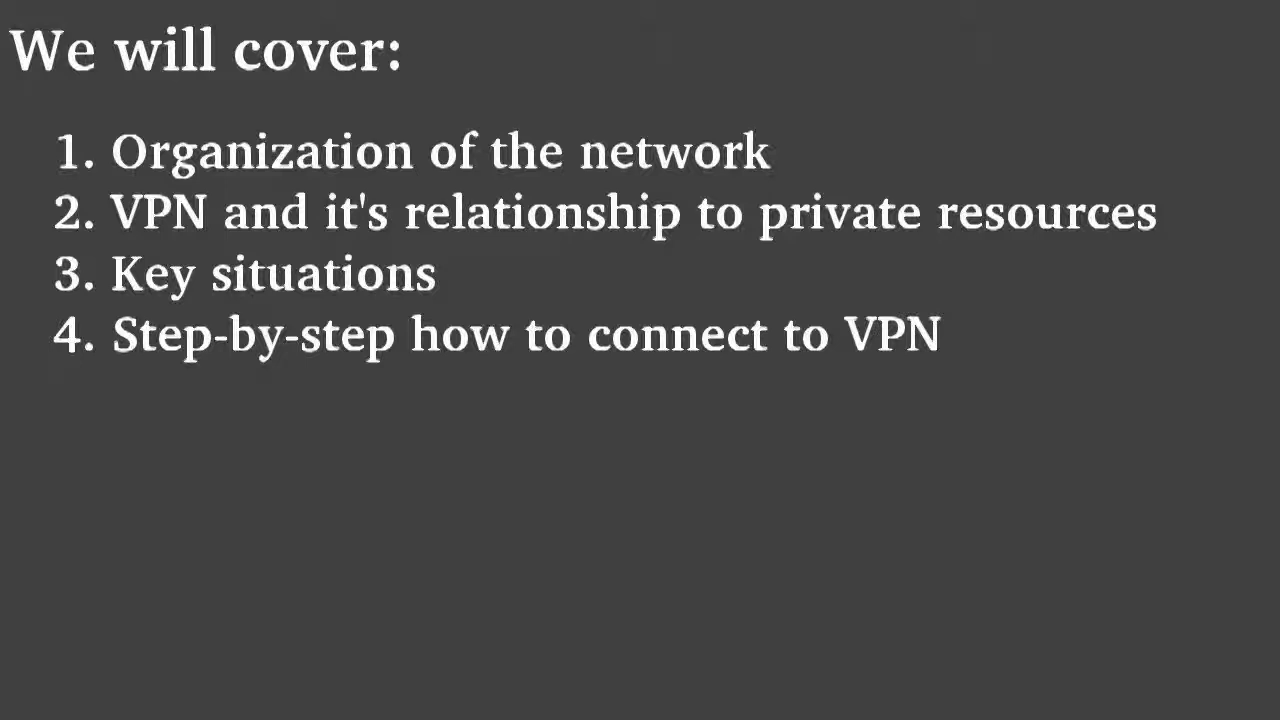 We will cover:
1. Organization of the network
2. VPN and it's relationship to private resources
3. Key situations
4. Step-by-step how to connect to VPN